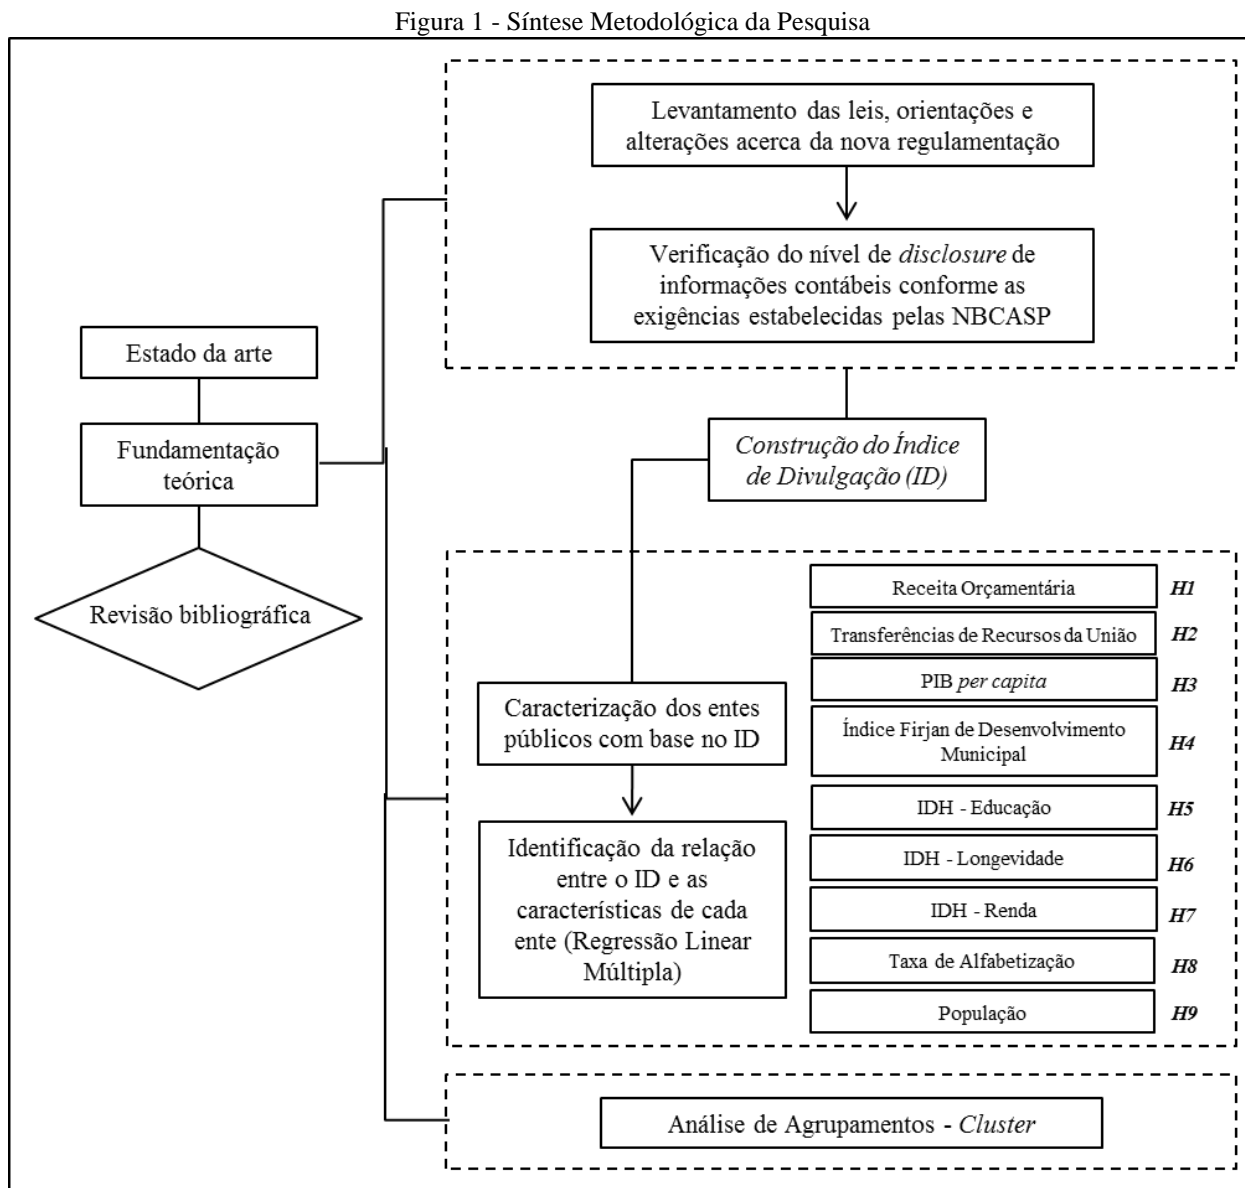 Figura 1 - Síntese Metodológica da Pesquisa
Levantamento das leis, orientações e
alterações acerca da nova regulamentação
Verificação do nível de disclosure de
informações contábeis conforme as
exigências estabelecidas pelas NBCASP
Estado da arte
Fundamentação
teórica
Revisão bibliográfica
Construção do Índice
de Divulgação (ID)
Caracterização dos entes
públicos com base no ID
Identificação da relação
entre o ID e as
características de cada
ente (Regressão Linear
Múltipla)
Receita Orçamentária H1
Transferências de Recursos da União H2
PIB per capita H3
Índice Firjan de Desenvolvimento
Municipal H4
IDH - Educação H5
IDH - Longevidade H6
IDH - Renda H7
Taxa de Alfabetização H8
População H9
Análise de Agrupamentos - Cluster